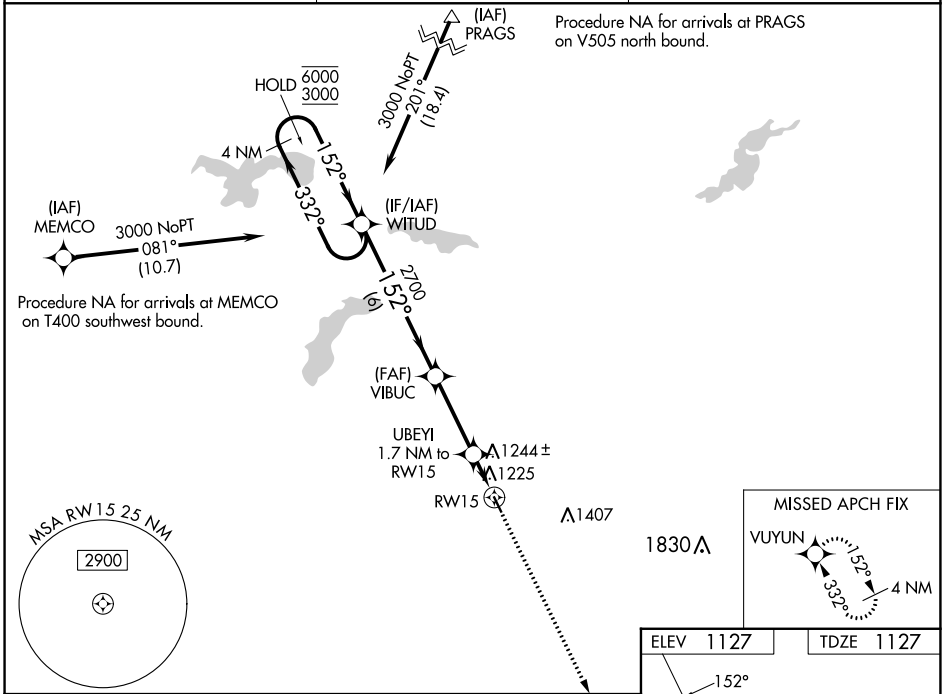 (IAF)
PRAGS
Procedure NA for arrivals at PRAGS
on V505 north bound.
HOLD 6000
3000
3000 NoPT
201°
(18.4)
4 NM
152°
332°
(IF/IAF)
WITUD
(IAF)
MEMCO
3000 NoPT
081°
(10.7)
Procedure NA for arrivals at MEMCO
on T400 southwest bound.
2700
152°
(6)
(FAF)
VIBUC
UBEYI
1.7 NM to
RW15
1244±
1225
RW15
1407
1830
MSA RW15 25 NM
2900
MISSED APCH FIX
VUYUN
152°
332°
4 NM
ELEV 1127
TDZE 1127
152°